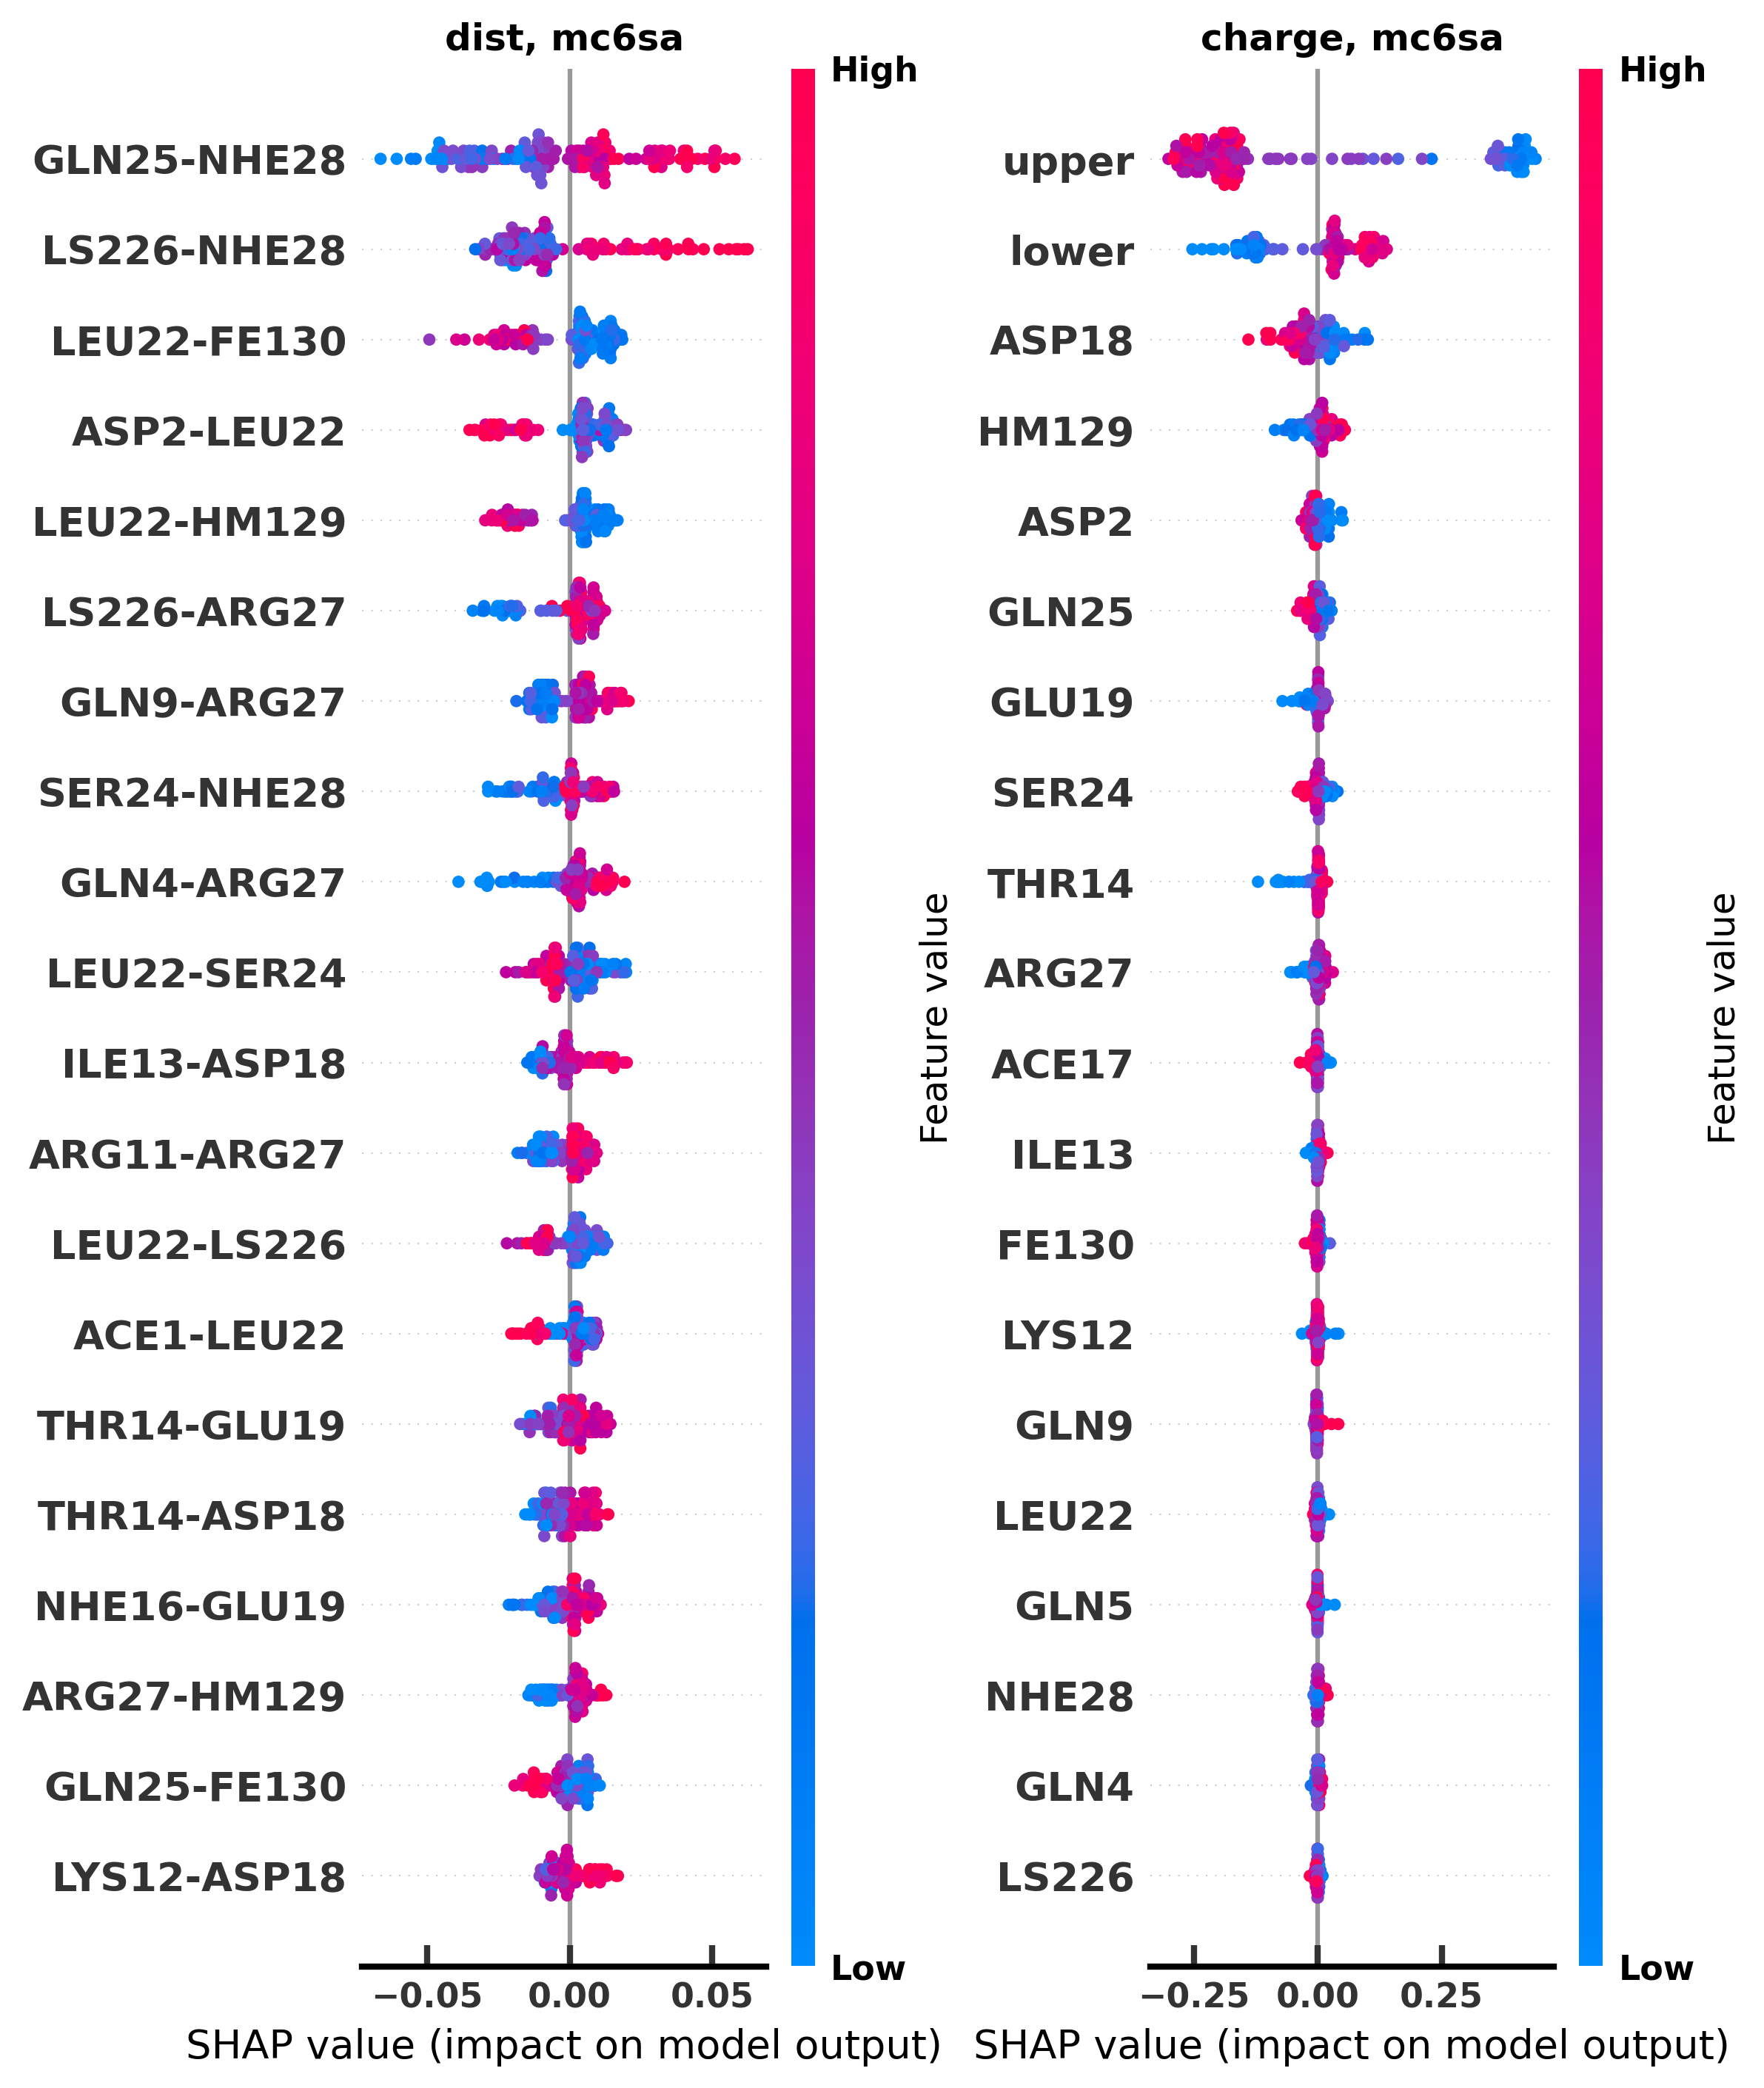 dist, mc6sa
High
GLN25-NHE28
LS226-NHE28
LEU22-FE130
ASP2-LEU22
LEU22-HM129
LS226-ARG27
GLN9-ARG27
SER24-NHE28
GLN4-ARG27
LEU22-SER24
ILE13-ASP18
ARG11-ARG27
LEU22-LS226
ACE1-LEU22
THR14-GLU19
THR14-ASP18
NHE16-GLU19
ARG27-HM129
GLN25-FE130
LYS12-ASP18
Feature value
Low
−0.05 0.00 0.05
SHAP value (impact on model output)
charge, mc6sa
High
upper
lower
ASP18
HM129
ASP2
GLN25
GLU19
SER24
THR14
ARG27
ACE17
ILE13
FE130
LYS12
GLN9
LEU22
GLN5
NHE28
GLN4
LS226
Feature value
Low
−0.25 0.00 0.25
SHAP value (impact on model output)